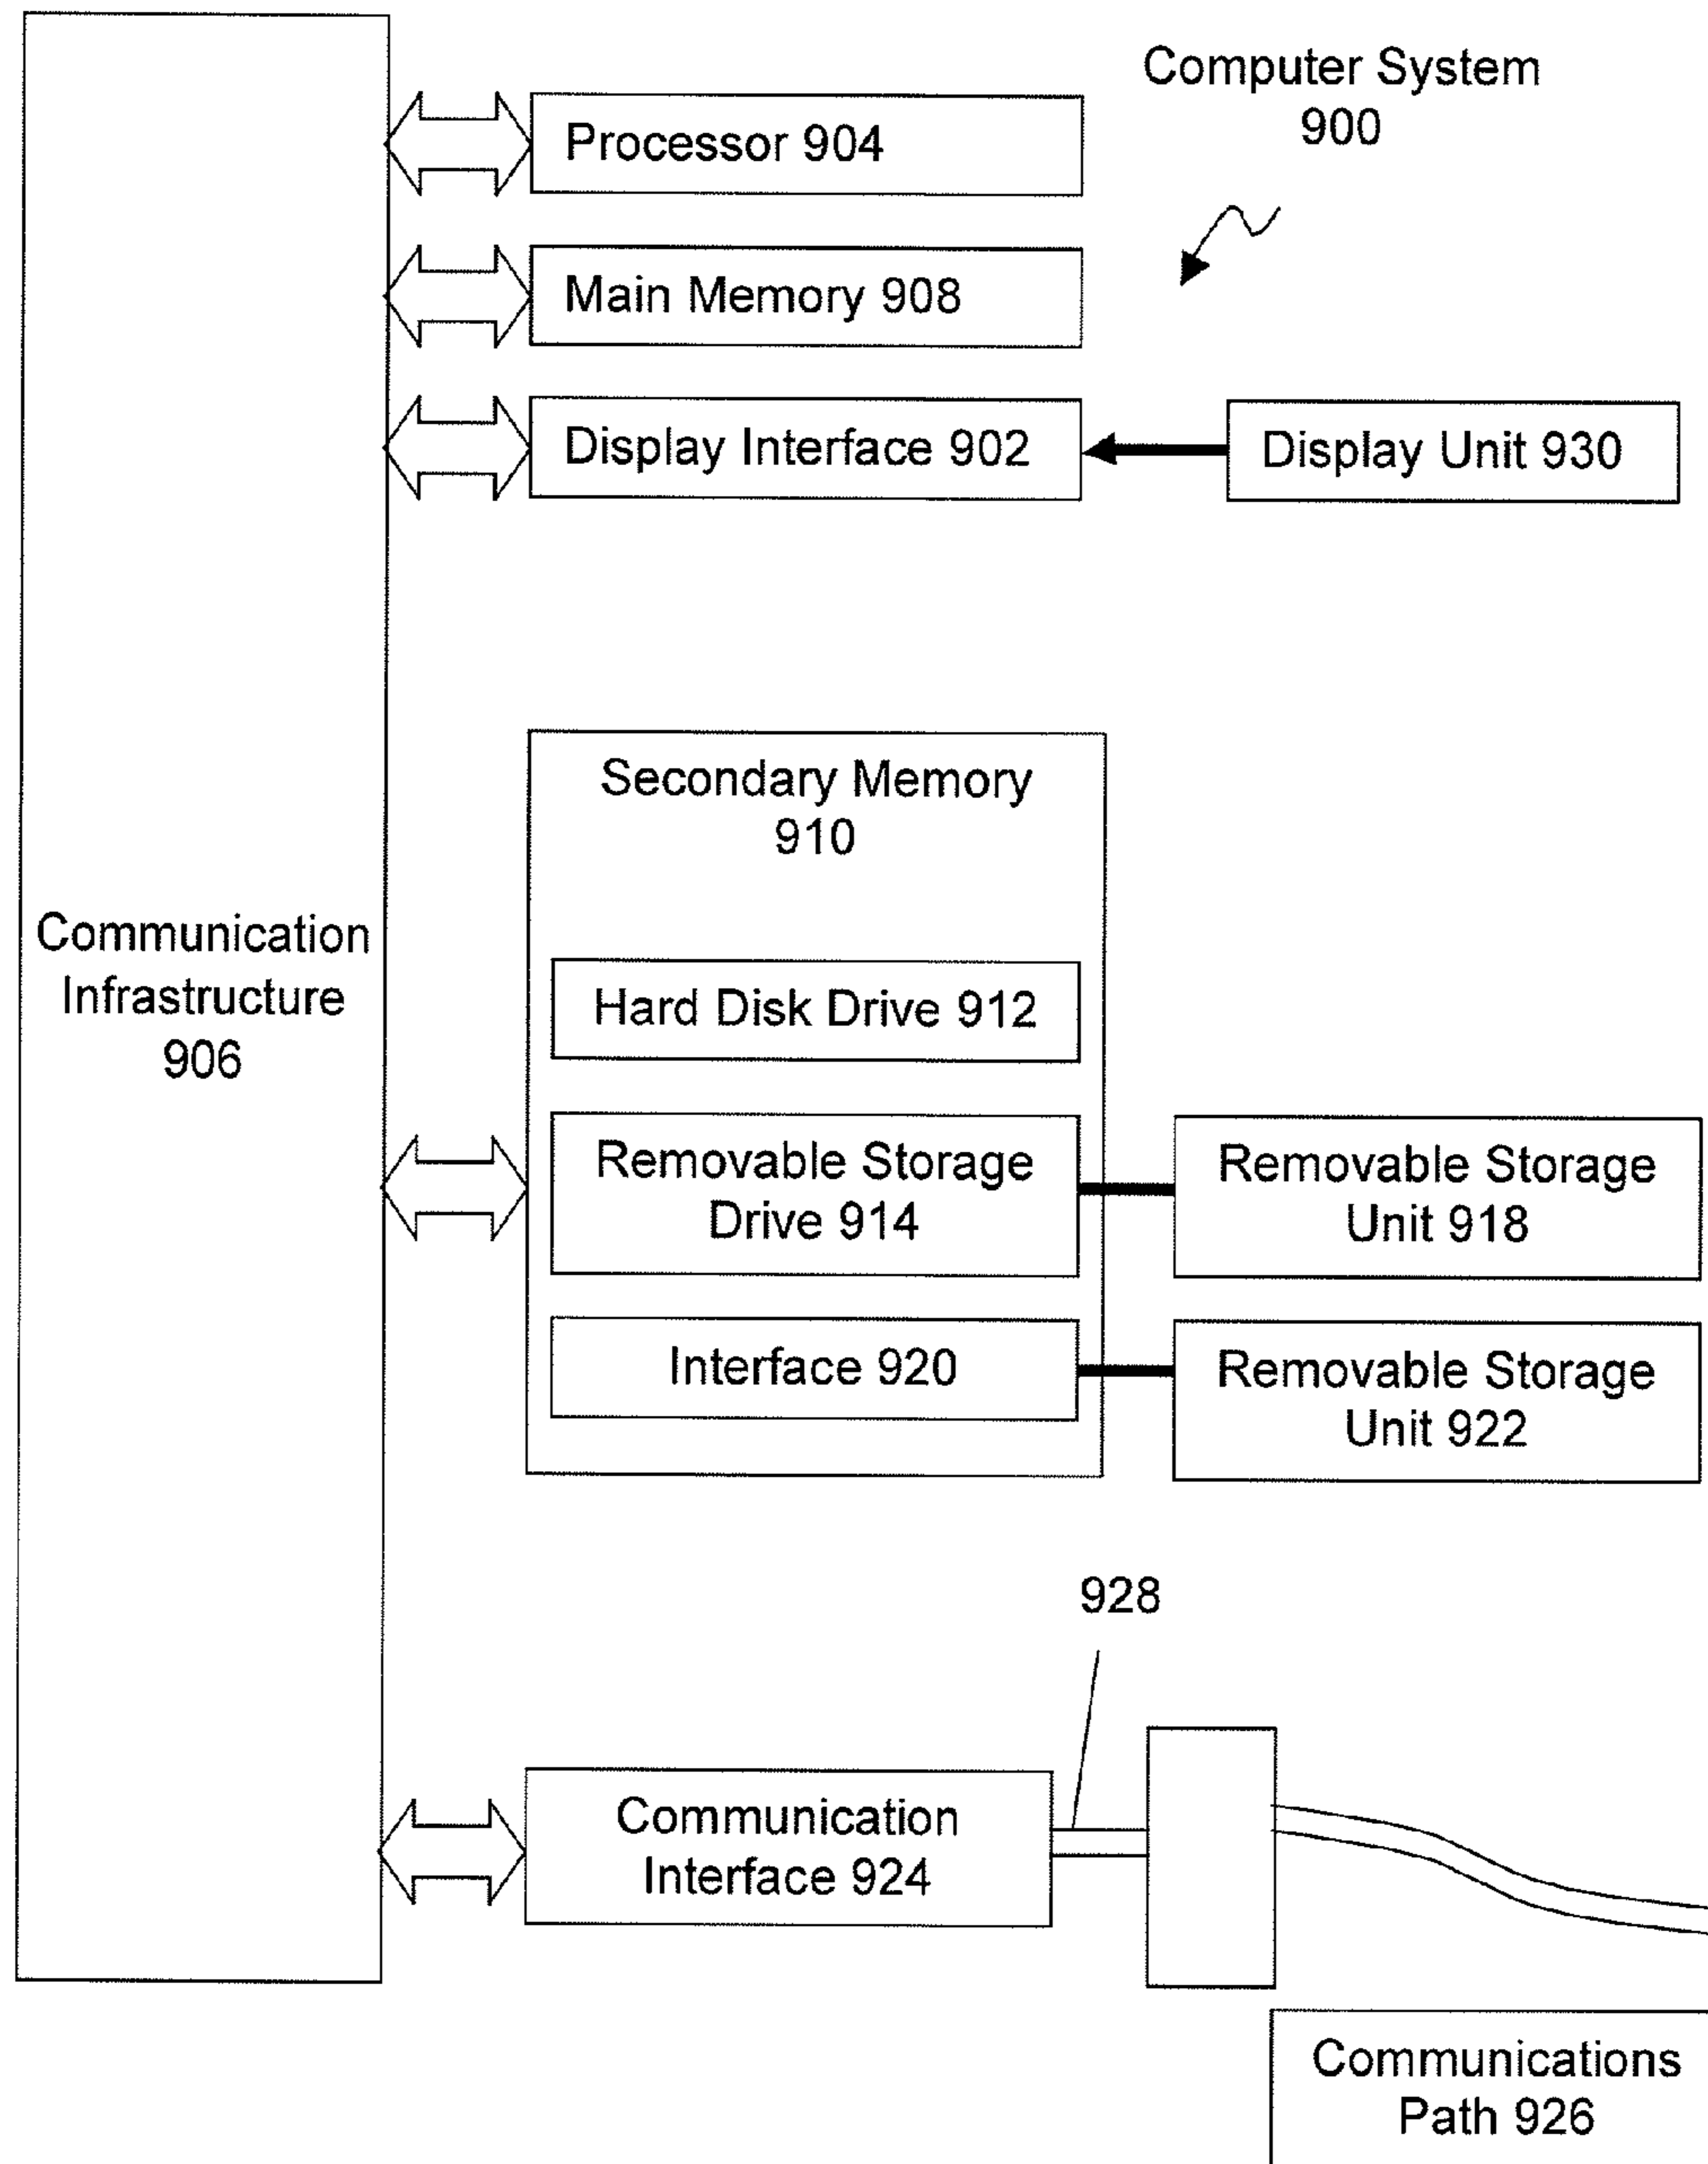 Computer System
900
Processor 904
Main Memory 908
Display Interface 902
Display Unit 930
Secondary Memory
910
Communication
Infrastructure
906
Hard Disk Drive 912
Removable Storage
Drive 914
Removable Storage
Unit 918
Interface 920
Removable Storage
Unit 922
928
Communication
Interface 924
Communications
Path 926